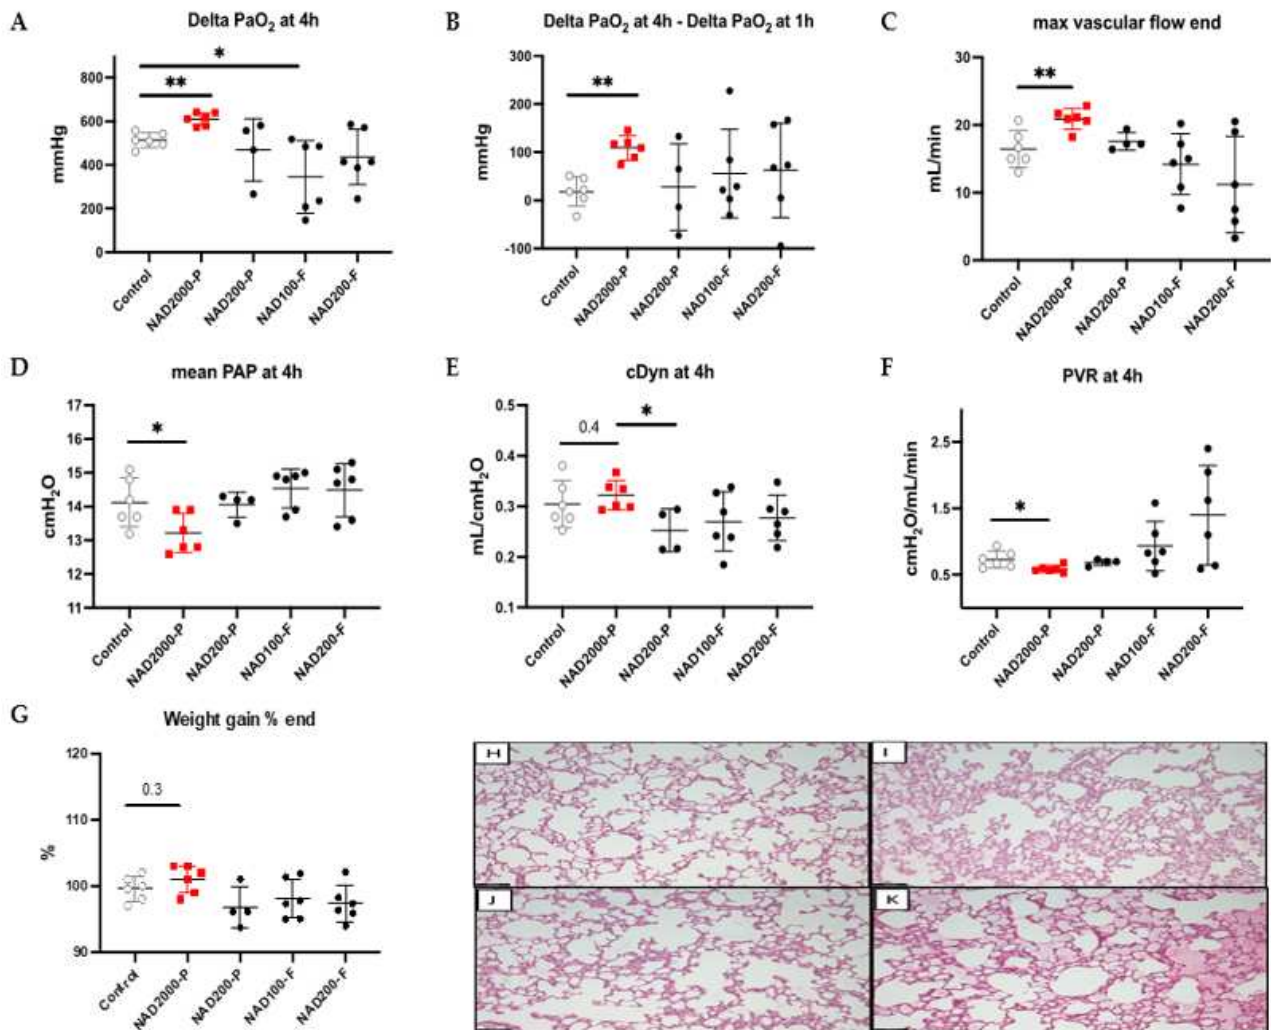 A
Delta PaO2 at 4h
mmHg
800
600
400
200
0
*
**
Control
NAD2000-P
NAD200-P
NAD100-F
NAD200-F
B
Delta PaO2 at 4h - Delta PaO2 at 1h
mmHg
300
200
100
0
-100
**
Control
NAD2000-P
NAD200-P
NAD100-F
NAD200-F
C
max vascular flow end
mL/min
30
20
10
0
**
Control
NAD2000-P
NAD200-P
NAD100-F
NAD200-F
D
mean PAP at 4h
cmH2O
17
16
15
14
13
12
11
*
Control
NAD2000-P
NAD200-P
NAD100-F
NAD200-F
E
cDyn at 4h
mL/cmH2O
0.5
0.4
0.3
0.2
0.1
0.4
*
Control
NAD2000-P
NAD200-P
NAD100-F
NAD200-F
F
PVR at 4h
cmH2O/mL/min
2.5
1.5
0.5
*
Control
NAD2000-P
NAD200-P
NAD100-F
NAD200-F
G
Weight gain % end
%
120
110
100
90
0.3
Control
NAD2000-P
NAD200-P
NAD100-F
NAD200-F
H
I
J
K